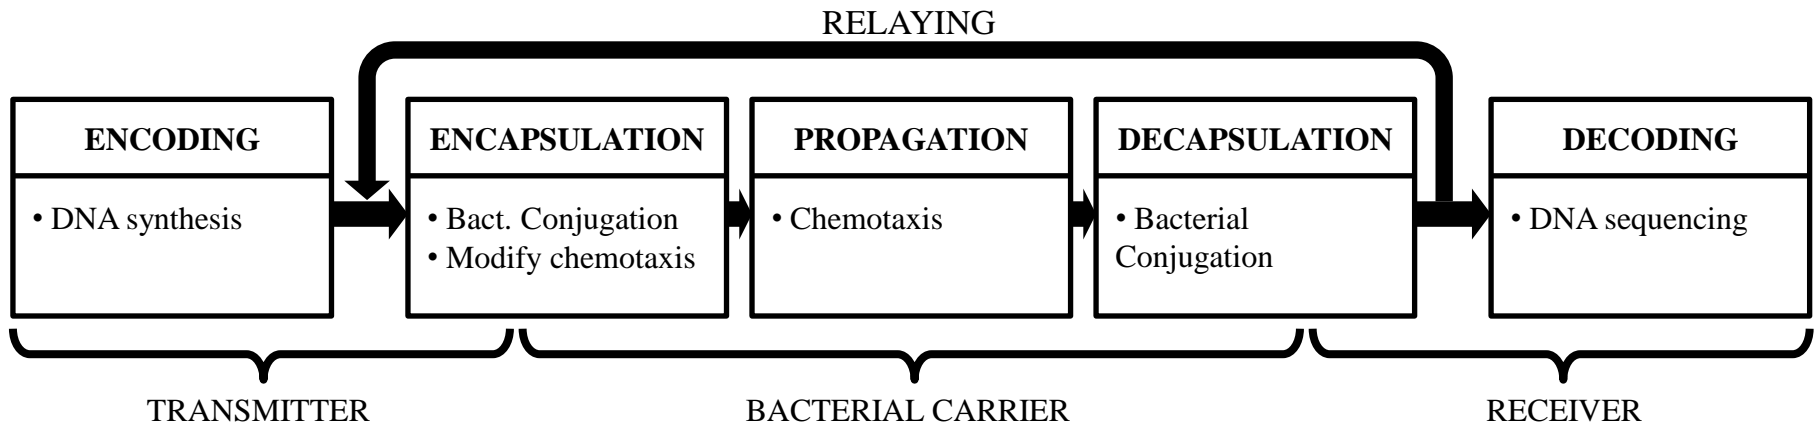 RELAYING
ENCODING
• DNA synthesis
ENCAPSULATION
• Bact. Conjugation
• Modify chemotaxis
PROPAGATION
• Chemotaxis
DECAPSULATION
• Bacterial
Conjugation
DECODING
• DNA sequencing
TRANSMITTER
BACTERIAL CARRIER
RECEIVER